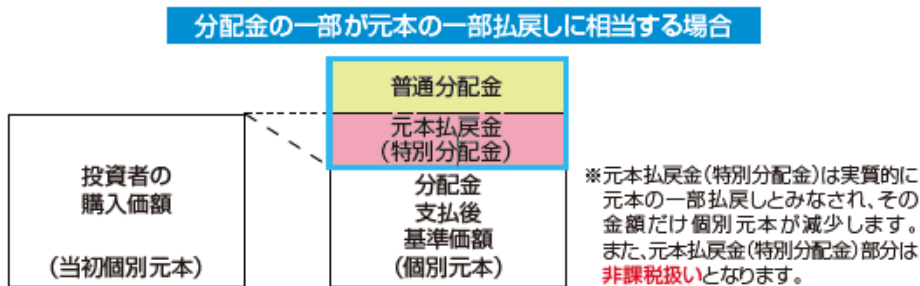 分配金の一部が元本の一部払戻しに相当する場合
普通分配金
元本払戻金
(特別分配金)
投資者の
購入価額
(当初個別元本)
分配金
支払後
基準価額
(個別元本)
※元本払戻金(特別分配金)は実質的に
元本の一部払戻しとみなされ、その
金額だけ個別元本が減少します。
また、元本払戻金(特別分配金)部分は
非課税扱いとなります。